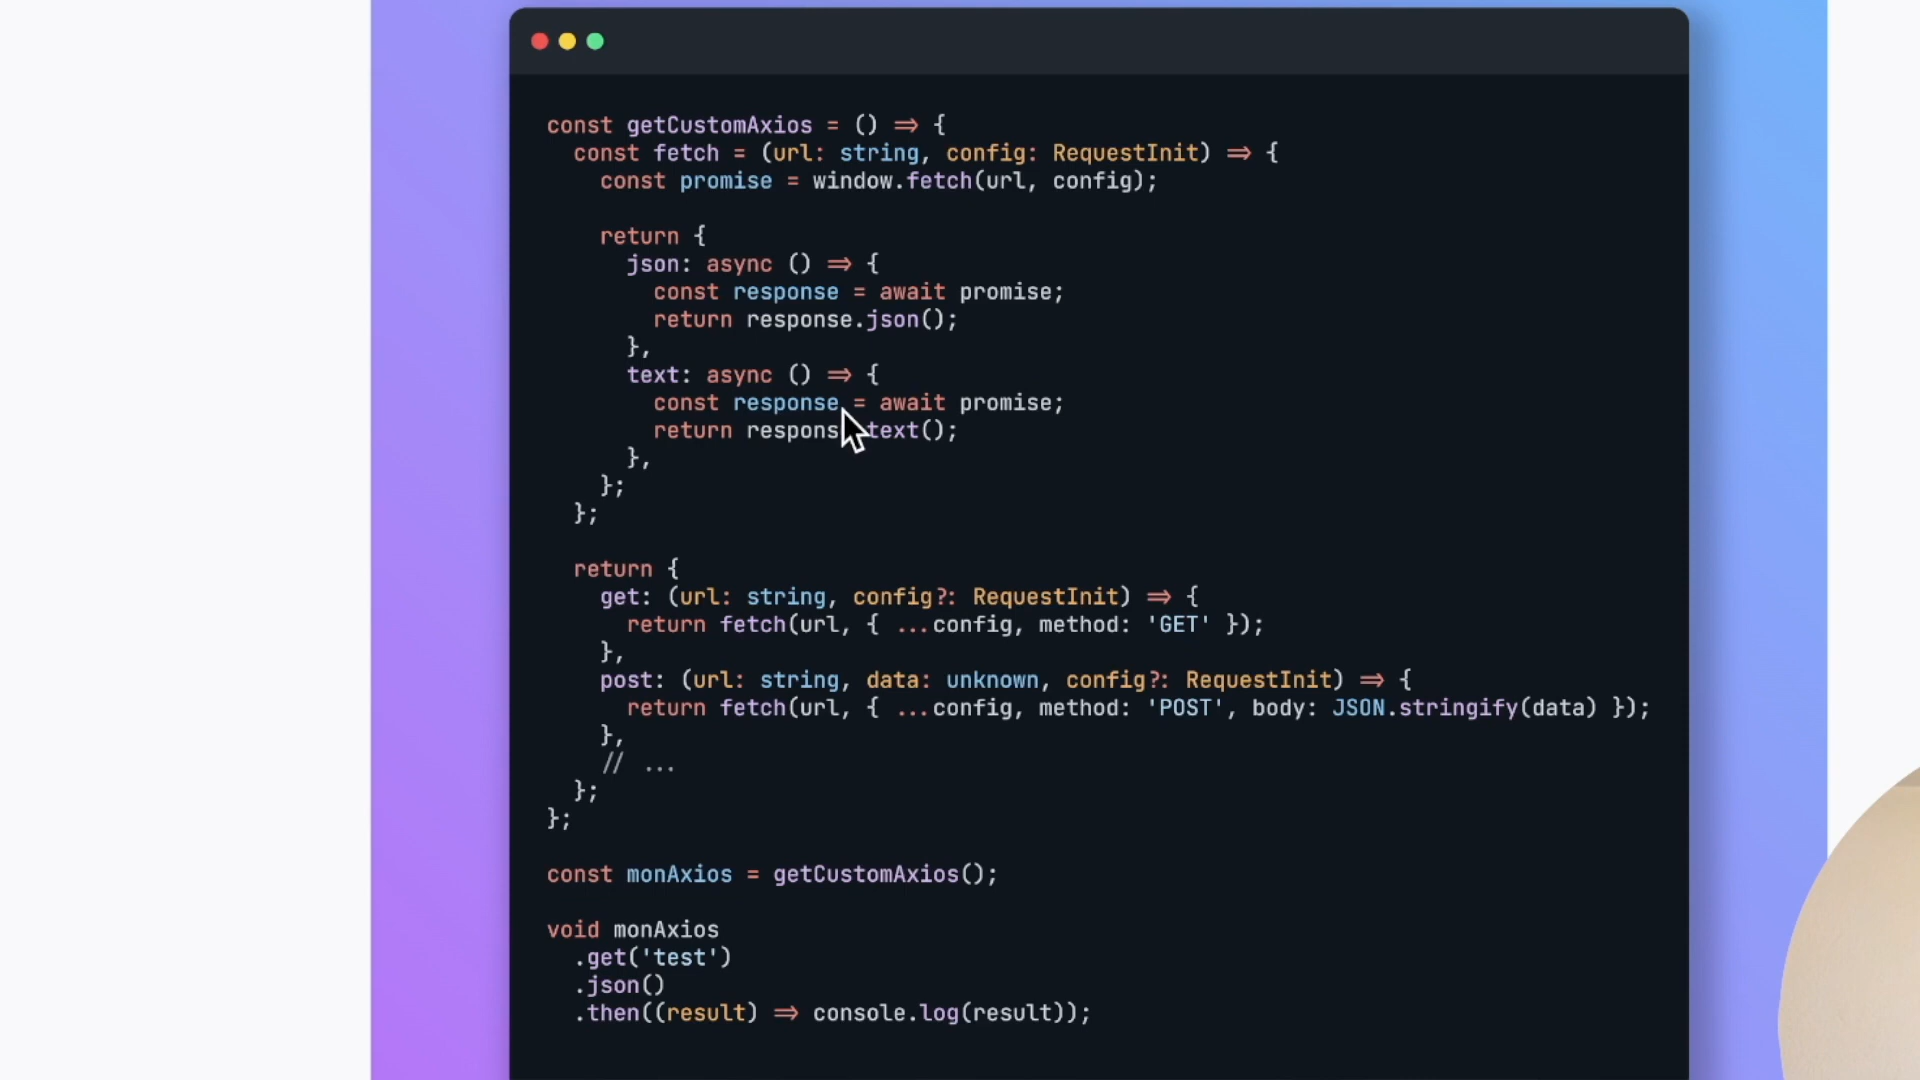 const getCustomAxios = () => {
  const fetch = (url: string, config: RequestInit) => {
    const promise = window.fetch(url, config);
    return {
      json: async () => {
        const response = await promise;
        return response.json();
      },
      text: async () => {
        const response = await promise;
        return respons text();
      },
    };
  };
  return {
    get: (url: string, config?: RequestInit) => {
      return fetch(url, { ...config, method: 'GET' });
    },
    post: (url: string, data: unknown, config?: RequestInit) => {
      return fetch(url, { ...config, method: 'POST', body: JSON.stringify(data) });
    },
    // ...
  };
};
const monAxios = getCustomAxios();
void monAxios
  .get('test')
  .json()
  .then((result) => console.log(result));